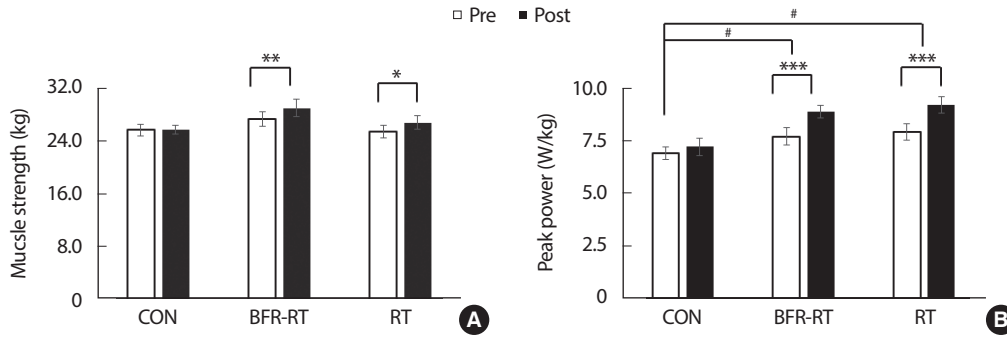 Pre Post
# 
#
** * *** ***
Mucsle strength (kg)
32.0
24.0
16.0
8.0
0
CON BFR-RT RT
A
Peak power (W/kg)
10.0
7.5
5.0
2.5
0
CON BFR-RT RT
B